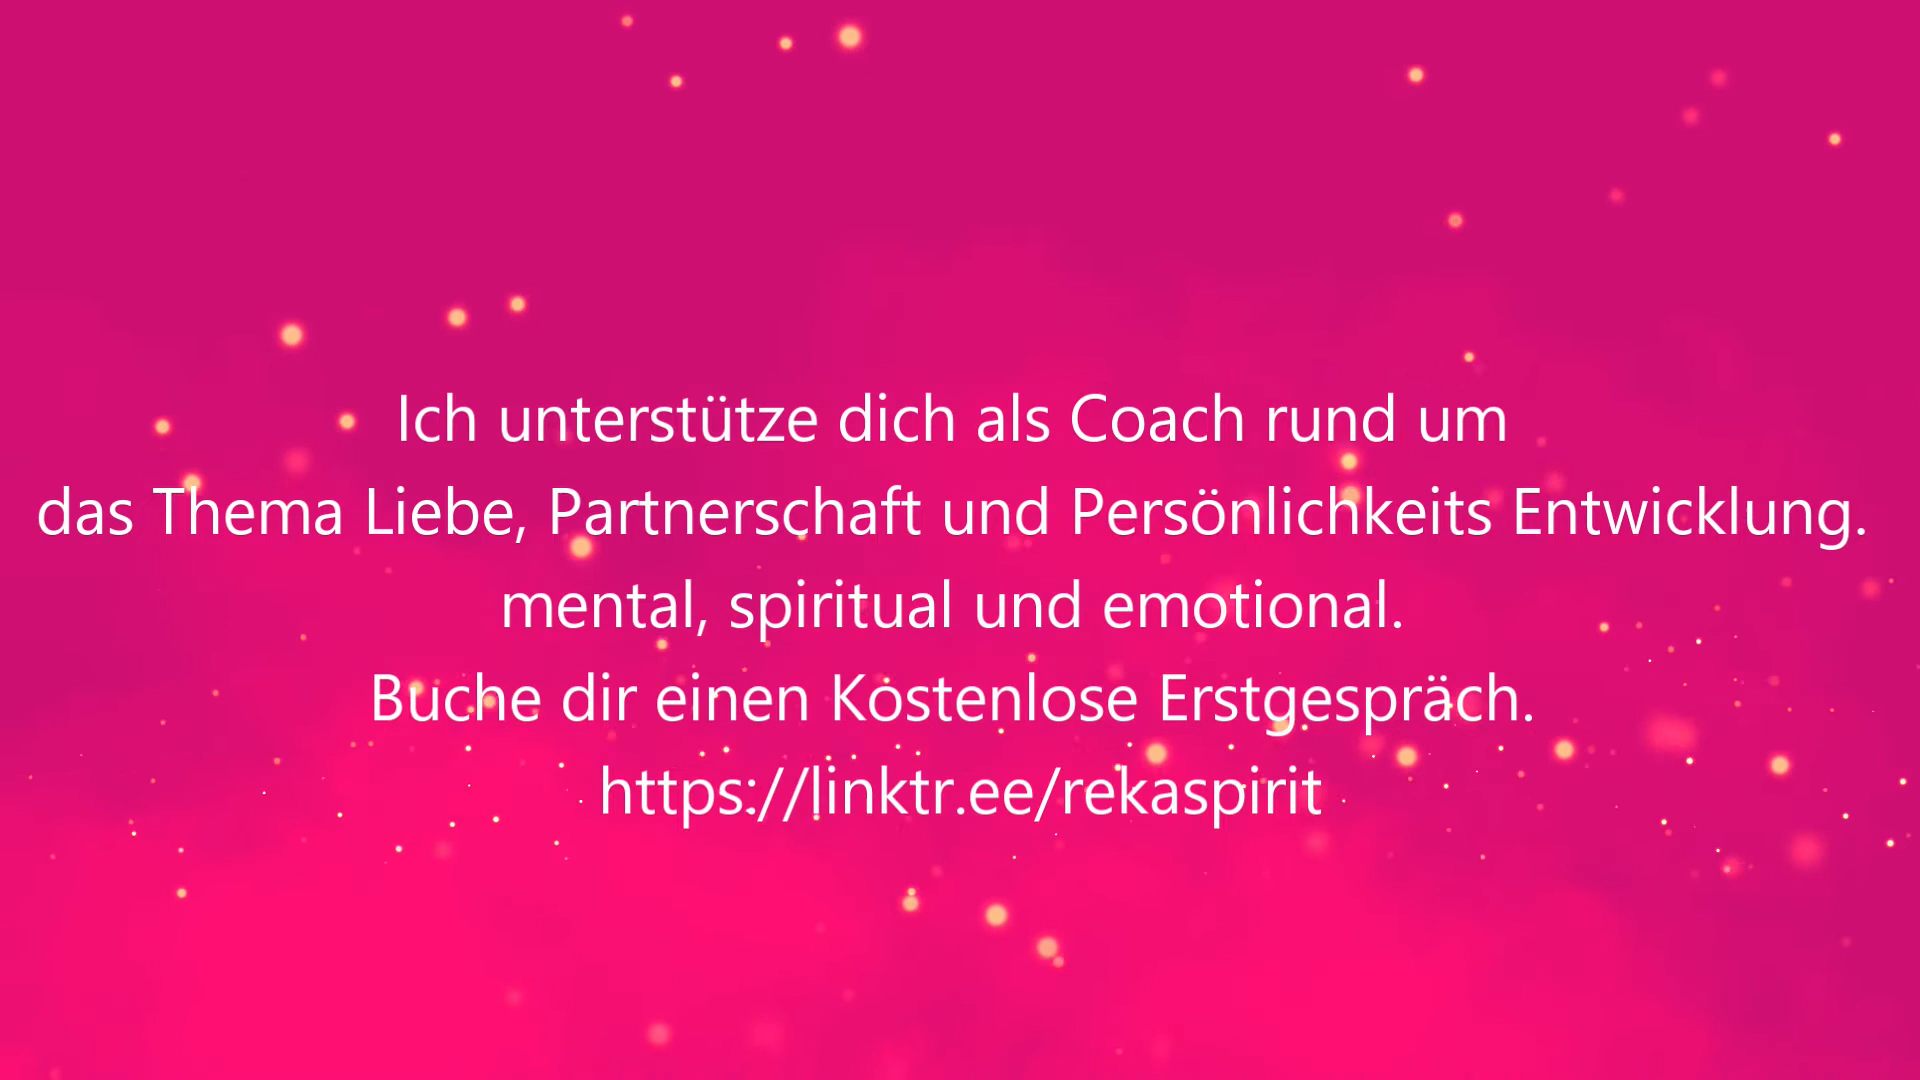 Ich unterstütze dich als Coach rund um
das Thema Liebe, Partnerschaft und Persönlichkeits Entwicklung.
mental, spiritual und emotional.
Buche dir einen Kostenlose Erstgespräch.
https://linktr.ee/rekaspirit